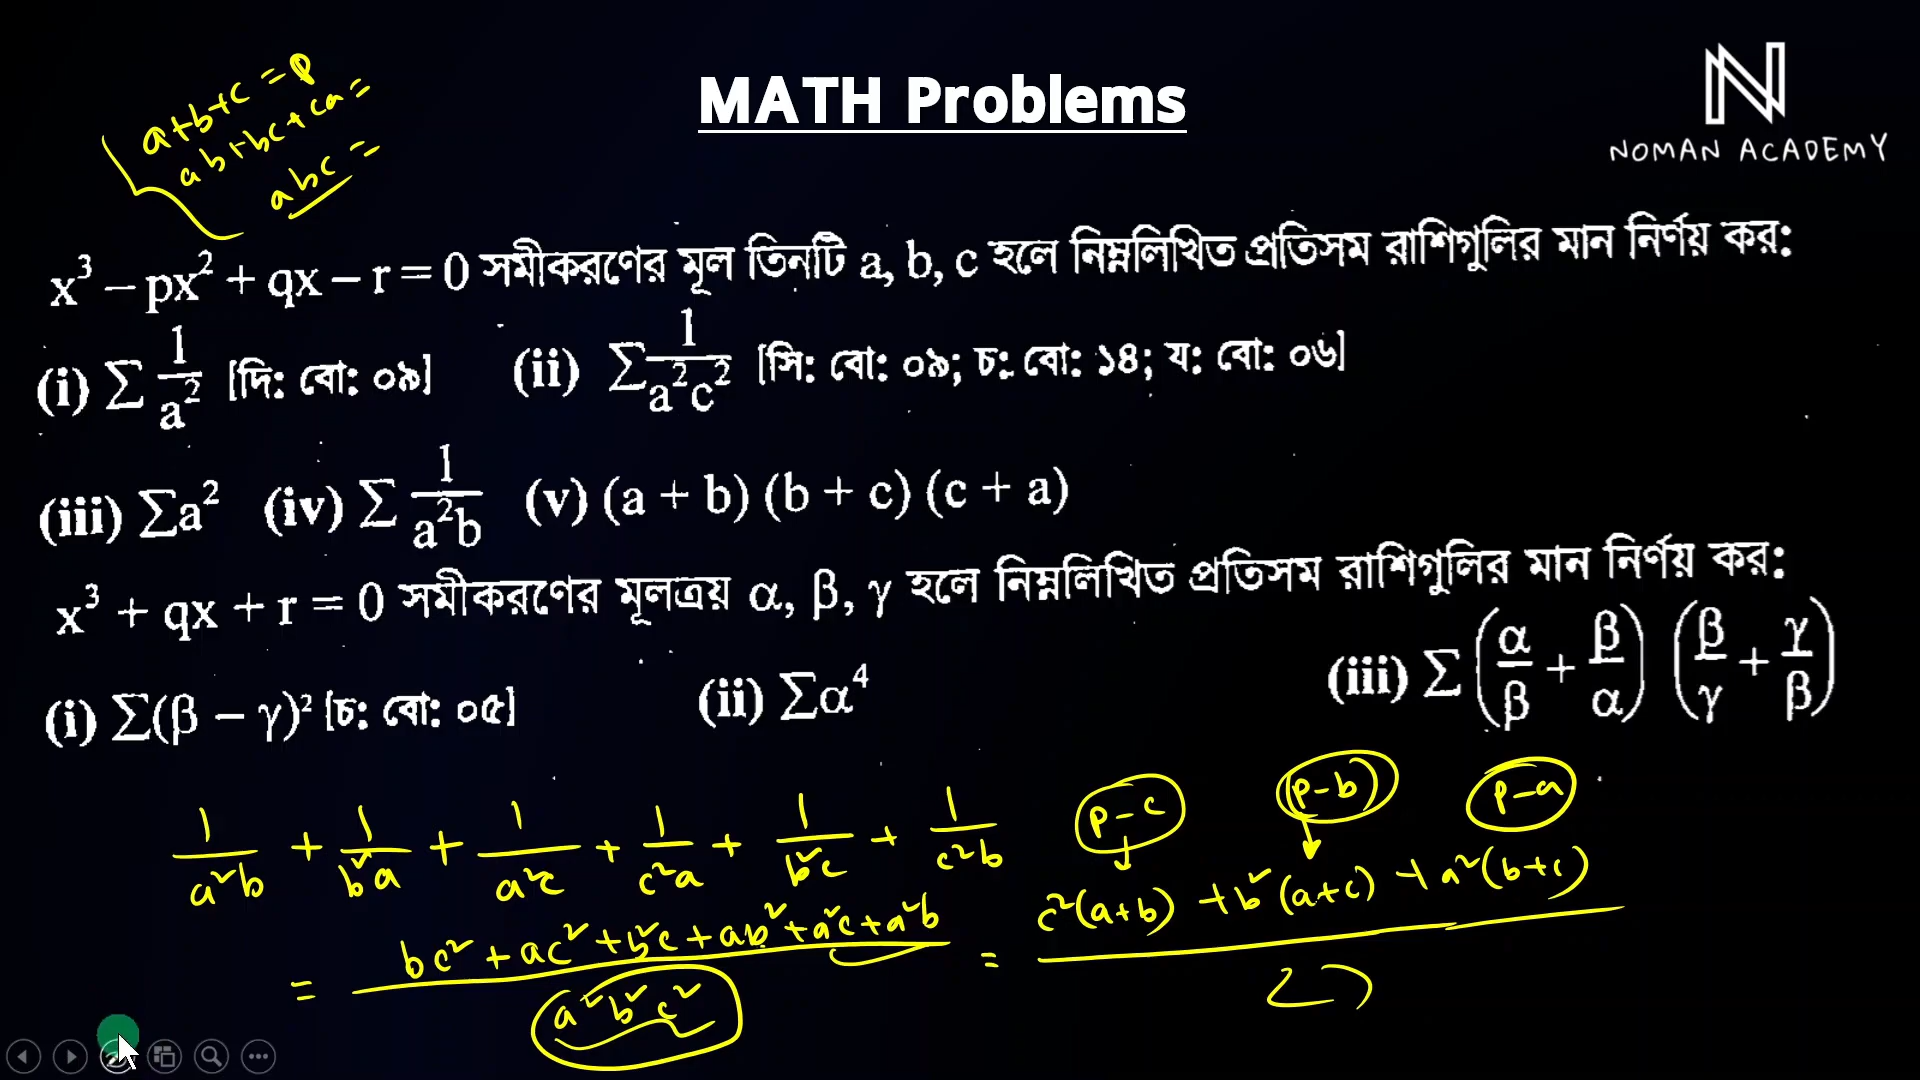 MATH Problems
N
NOMAN ACADEMY
a+b+c = p
ab+bc+ca =
abc =
x³ – px² + qx – r = 0 সমীকরণের মূল তিনটি a, b, c হলে নিম্নলিখিত প্রতিসম রাশিগুলির মান নির্ণয় কর:
(i) ∑ 1/a² [দি: বো: ০৯] (ii) ∑ 1/a²c² [সি: বো: ০৯; চ: বো: ১৪; য: বো: ০৬]
(iii) ∑a² (iv) ∑ 1/a²b (v) (a + b) (b + c) (c + a)
x³ + qx + r = 0 সমীকরণের মূলত্রয় α, β, γ হলে নিম্নলিখিত প্রতিসম রাশিগুলির মান নির্ণয় কর:
(i) ∑(β – γ)² [চ: বো: ০৫] (ii) ∑α⁴ (iii) ∑ (α/β + β/α) (β/γ + γ/β)
p-c (p-b) p-a
1/a²b + 1/b²a + 1/a²c + 1/c²a + 1/b²c + 1/c²b
= (bc² + ac² + b²c + ab² + a²c + a²b)/(a²b²c²) = (c²(a+b) + b²(a+c) + a²(b+c))/